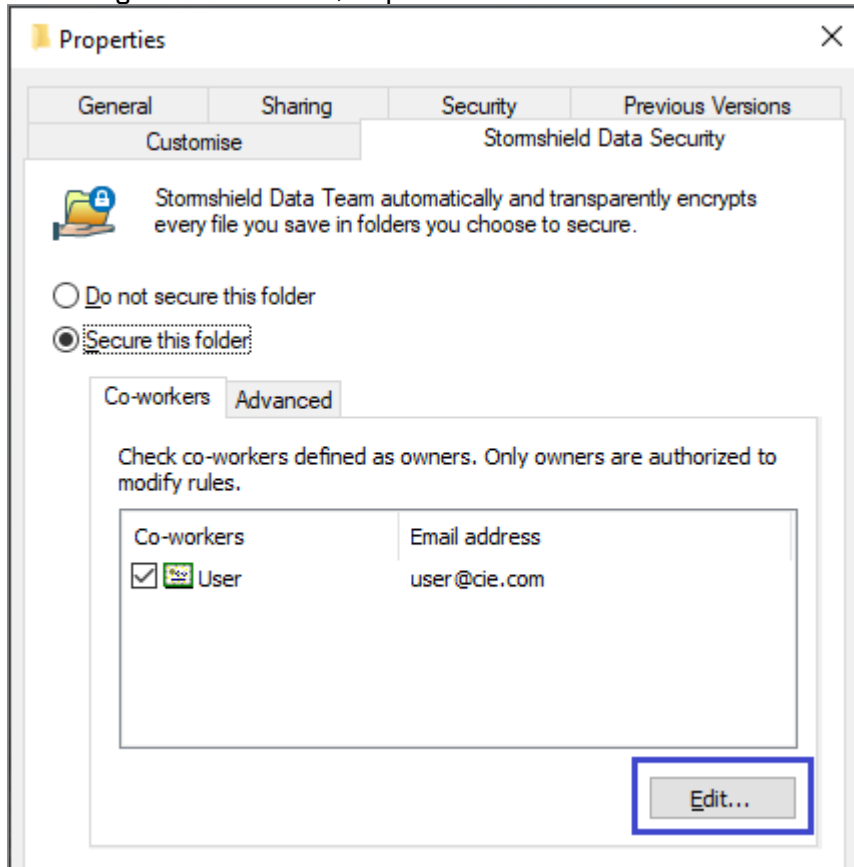 Properties
General Sharing Security Previous Versions
Customise Stormshield Data Security
Stormshield Data Team automatically and transparently encrypts
every file you save in folders you choose to secure.
Do not secure this folder
Secure this folder
Co-workers Advanced
Check co-workers defined as owners. Only owners are authorized to
modify rules.
Co-workers Email address
User user@cie.com
Edit...